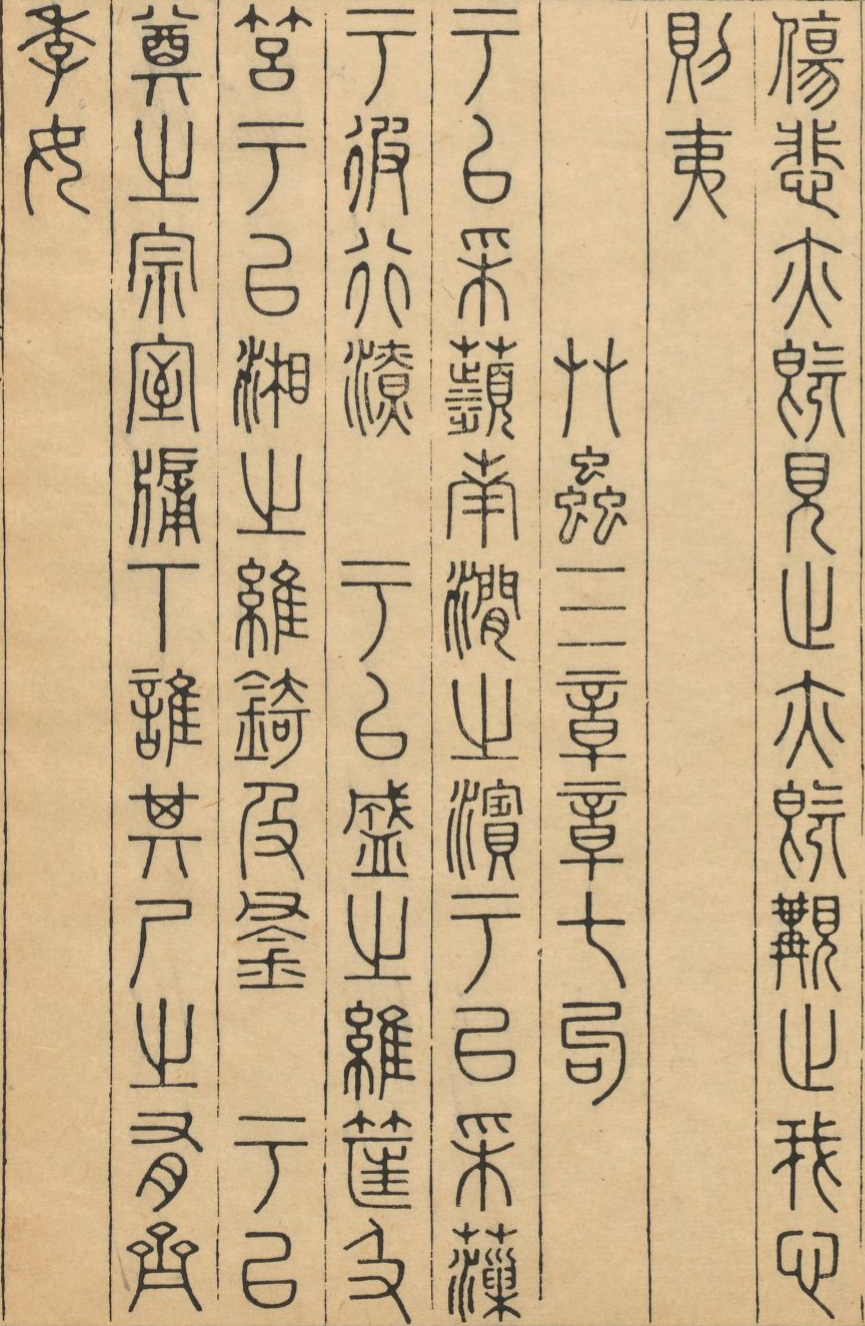 傷悲亦旣見止亦旣覯止我心
則夷
艸蟲三章章七句
于以采蘋南澗之濱于以采薻
于彼行潦　于以盛之維筐及
筥于以湘之維錡及釜　于以
奠之宗室牖下誰其尸之有齊
季女